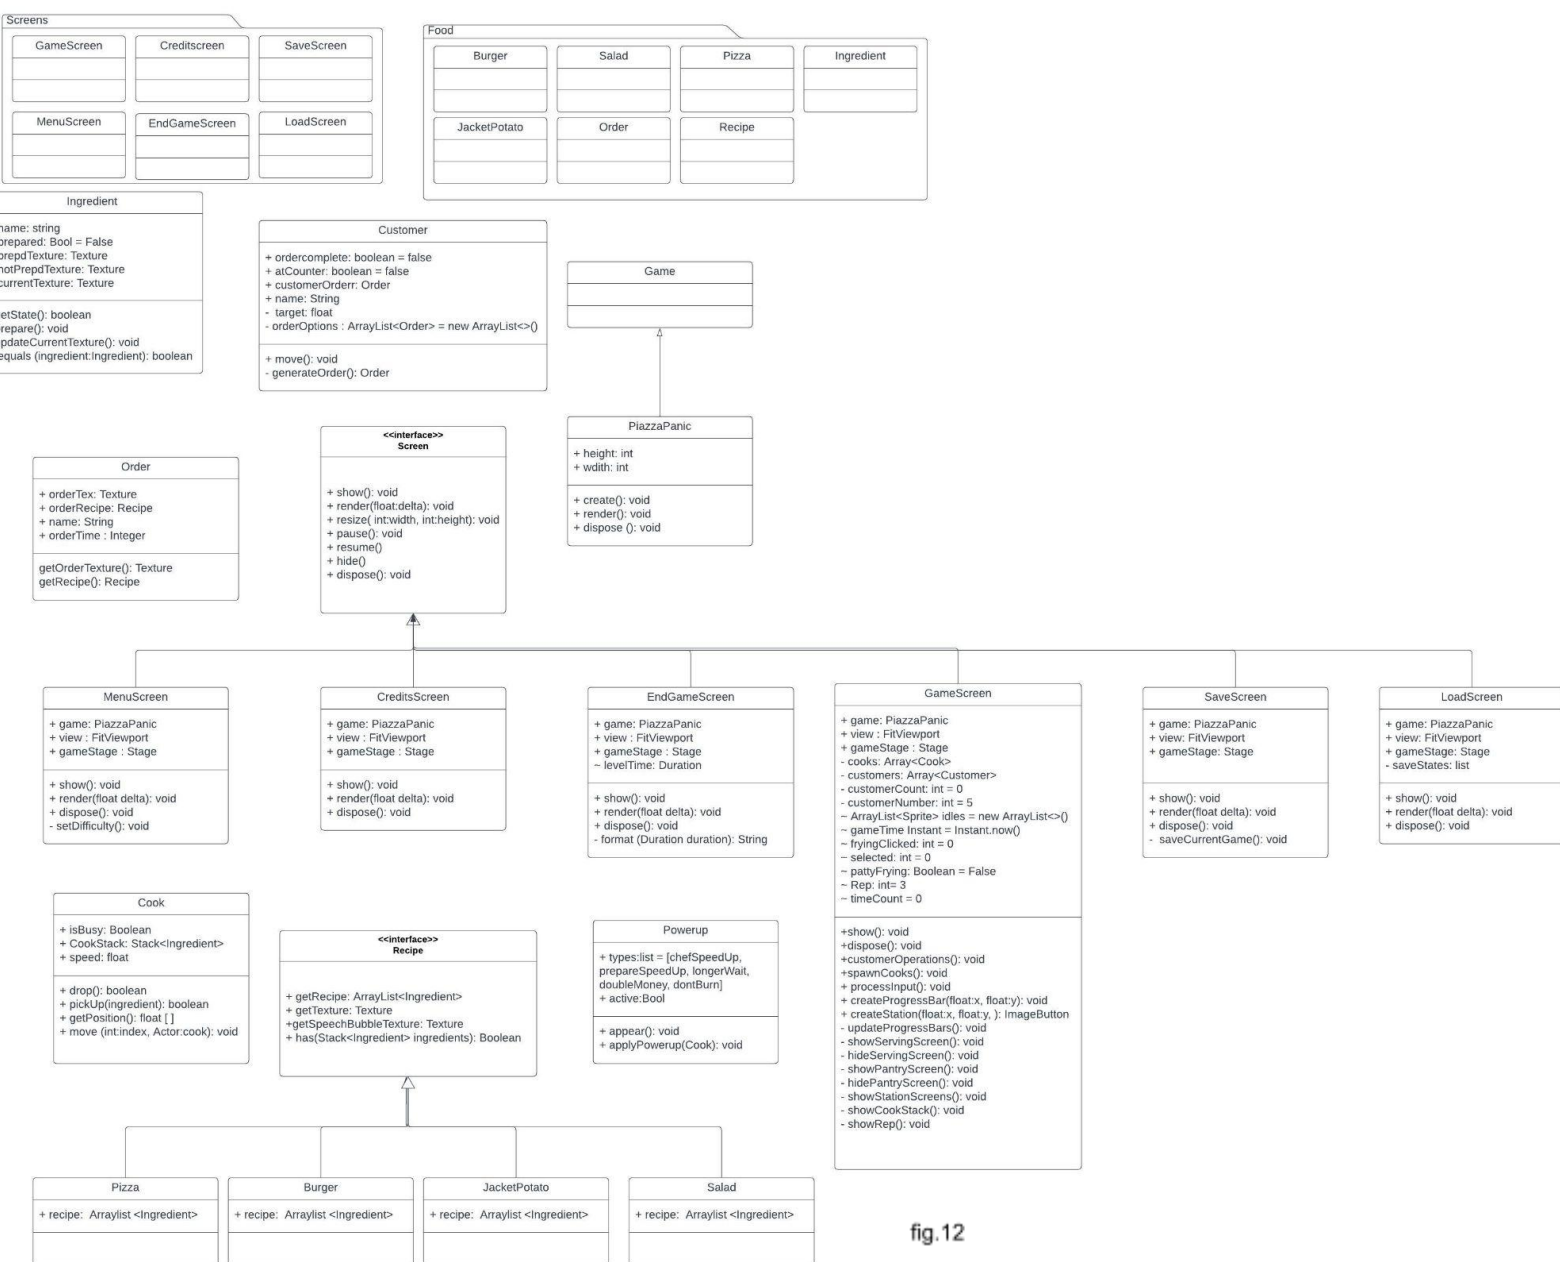 Screens
GameScreen
Creditscreen
SaveScreen
MenuScreen
EndGameScreen
LoadScreen
Food
Burger
Salad
Pizza
Ingredient
JacketPotato
Order
Recipe
Ingredient
name: string
prepared: Bool = False
prepdTexture: Texture
notPrepdTexture: Texture
currentTexture: Texture
etState(): boolean
repare(): void
pdateCurrentTexture(): void
equals (ingredient:Ingredient): boolean
Customer
+ ordercomplete: boolean = false
+ atCounter: boolean = false
+ customerOrderr: Order
+ name: String
- target: float
- orderOptions : ArrayList<Order> = new ArrayList<>()
+ move(): void
- generateOrder(): Order
Game
PiazzaPanic
+ height: int
+ wdith: int
+ create(): void
+ render(): void
+ dispose (): void
Order
+ orderTex: Texture
+ orderRecipe: Recipe
+ name: String
+ orderTime : Integer
getOrderTexture(): Texture
getRecipe(): Recipe
<<interface>>
Screen
+ show(): void
+ render(float:delta): void
+ resize( int:width, int:height): void
+ pause(): void
+ resume()
+ hide()
+ dispose(): void
MenuScreen
+ game: PiazzaPanic
+ view : FitViewport
+ gameStage : Stage
+ show(): void
+ render(float delta): void
+ dispose(): void
- setDifficulty(): void
CreditsScreen
+ game: PiazzaPanic
+ view : FitViewport
+ gameStage : Stage
+ show(): void
+ render(float delta): void
+ dispose(): void
EndGameScreen
+ game: PiazzaPanic
+ view : FitViewport
+ gameStage : Stage
~ levelTime: Duration
+ show(): void
+ render(float delta): void
+ dispose(): void
- format (Duration duration): String
GameScreen
+ game: PiazzaPanic
+ view : FitViewport
+ gameStage : Stage
- cooks: Array<Cook>
- customers: Array<Customer>
- customerCount: int = 0
- customerNumber: int = 5
~ ArrayList<Sprite> idles = new ArrayList<>()
~ gameTime Instant = Instant.now()
~ fryingClicked: int = 0
~ selected: int = 0
~ pattyFrying: Boolean = False
~ Rep: int= 3
~ timeCount = 0
+show(): void
+dispose(): void
+customerOperations(): void
+spawnCooks(): void
+ processInput(): void
+ createProgressBar(float:x, float:y): void
+ createStation(float:x, float:y, ): ImageButton
- updateProgressBars(): void
- showServingScreen(): void
- hideServingScreen(): void
- showPantryScreen(): void
- hidePantryScreen(): void
- showStationScreens(): void
- showCookStack(): void
- showRep(): void
SaveScreen
+ game: PiazzaPanic
+ view: FitViewport
+ gameStage: Stage
+ show(): void
+ render(float delta): void
+ dispose(): void
- saveCurrentGame(): void
LoadScreen
+ game: PiazzaPanic
+ view: FitViewport
+ gameStage: Stage
- saveStates: list
+ show(): void
+ render(float delta): void
+ dispose(): void
Cook
+ isBusy: Boolean
+ CookStack: Stack<Ingredient>
+ speed: float
+ drop(): boolean
+ pickUp(ingredient): boolean
+ getPosition(): float [ ]
+ move (int:index, Actor:cook): void
<<interface>>
Recipe
+ getRecipe: ArrayList<Ingredient>
+ getTexture: Texture
+getSpeechBubbleTexture: Texture
+ has(Stack<Ingredient> ingredients): Boolean
Powerup
+ types:list = [chefSpeedUp,
prepareSpeedUp, longerWait,
doubleMoney, dontBurn]
+ active:Bool
+ appear(): void
+ applyPowerup(Cook): void
Pizza
+ recipe: Arraylist <Ingredient>
Burger
+ recipe: Arraylist <Ingredient>
JacketPotato
+ recipe: Arraylist <Ingredient>
Salad
+ recipe: Arraylist <Ingredient>
fig.12